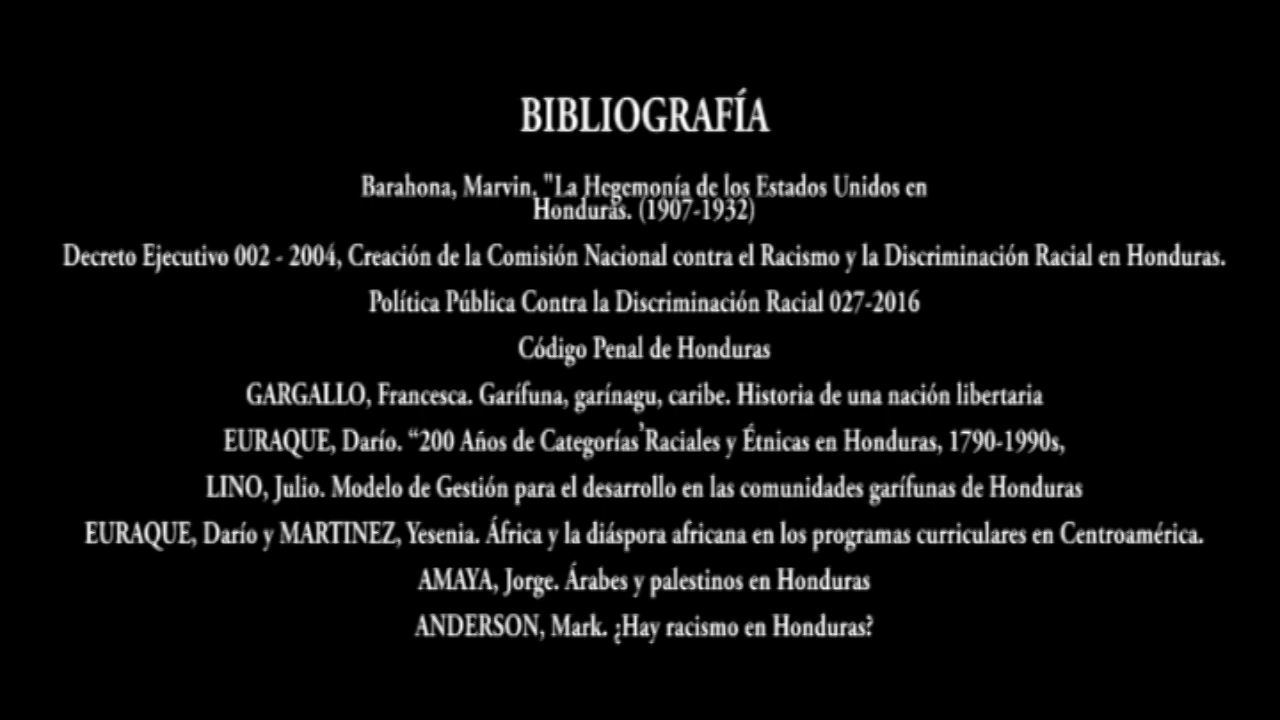 BIBLIOGRAFÍA
Barahona, Marvin. "La Hegemonía de los Estados Unidos en
Honduras. (1907-1932)
Decreto Ejecutivo 002 - 2004, Creación de la Comisión Nacional contra el Racismo y la Discriminación Racial en Honduras.
Política Pública Contra la Discriminación Racial 027-2016
Código Penal de Honduras
GARGALLO, Francesca. Garífuna, garínagu, caribe. Historia de una nación libertaria
EURAQUE, Darío. “200 Años de Categorías’Raciales y Étnicas en Honduras, 1790-1990s,
LINO, Julio. Modelo de Gestión para el desarrollo en las comunidades garífunas de Honduras
EURAQUE, Darío y MARTINEZ, Yesenia. África y la diáspora africana en los programas curriculares en Centroamérica.
AMAYA, Jorge. Árabes y palestinos en Honduras
ANDERSON, Mark. ¿Hay racismo en Honduras?